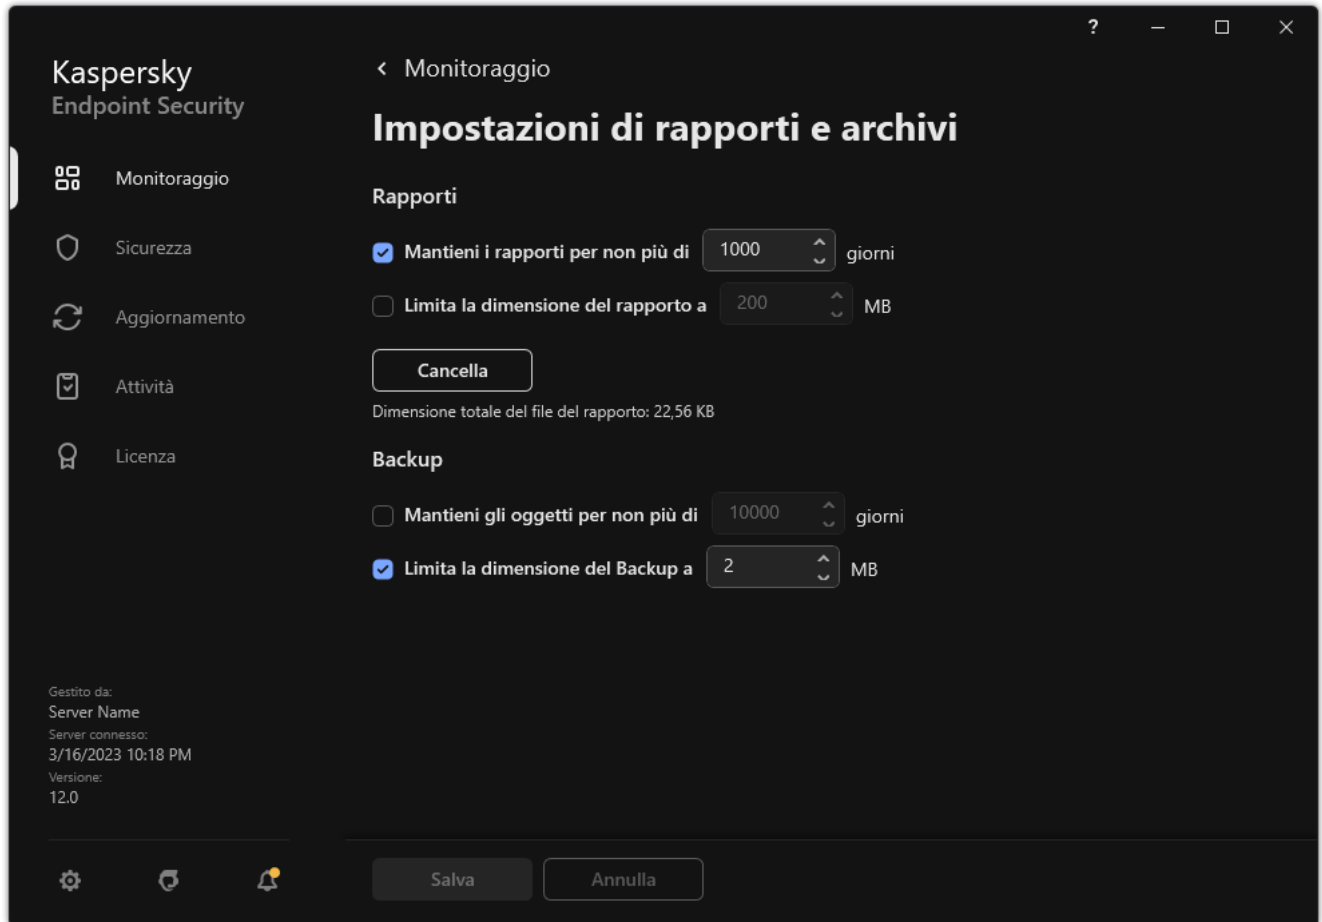 ?
Kaspersky
Endpoint Security
Monitoraggio
Sicurezza
Aggiornamento
Attività
Licenza
Gestito da:
Server Name
Server connesso:
3/16/2023 10:18 PM
Versione:
12.0
Monitoraggio
Impostazioni di rapporti e archivi
Rapporti
Mantieni i rapporti per non più di 1000 giorni
Limita la dimensione del rapporto a 200 MB
Cancella
Dimensione totale del file del rapporto: 22,56 KB
Backup
Mantieni gli oggetti per non più di 10000 giorni
Limita la dimensione del Backup a 2 MB
Salva Annulla